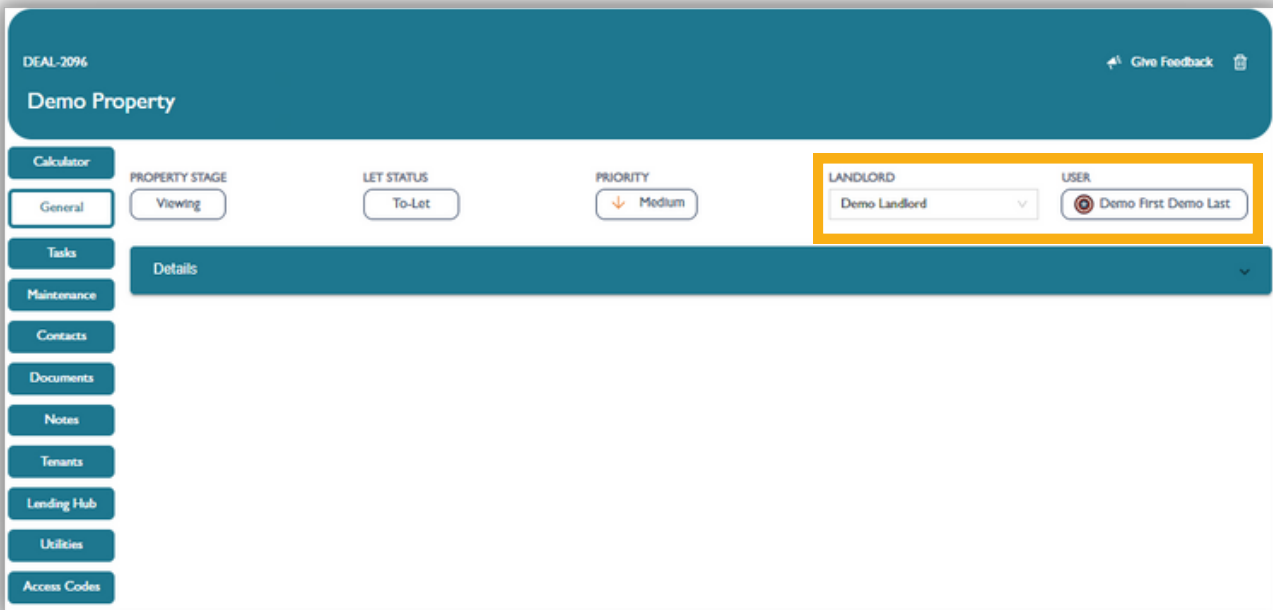 DEAL-2096
Give Feedback
Demo Property
Calculator
General
Tasks
Maintenance
Contacts
Documents
Notes
Tenants
Lending Hub
Utilities
Access Codes
PROPERTY STAGE
Viewing
LET STATUS
To-Let
PRIORITY
Medium
LANDLORD
Demo Landlord
USER
Demo First Demo Last
Details